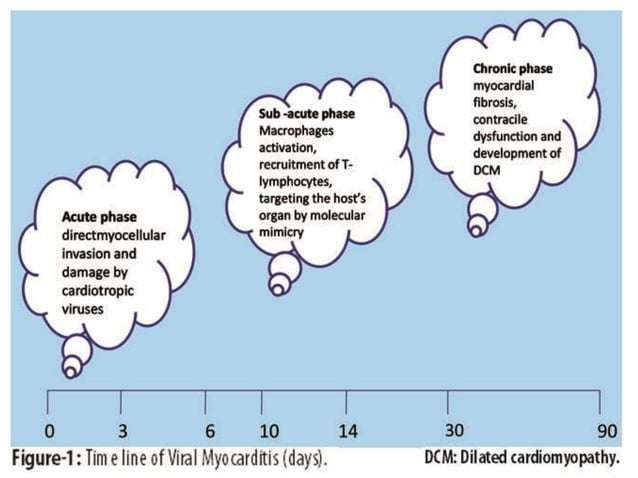 Chronic phase
myocardial
fibrosis,
contracile
dysfunction and
development of
DCM
Sub -acute phase
Macrophages
activation,
recruitment of T-
lymphocytes,
targeting the host's
organ by molecular
mimicry
Acute phase
directmyocellular
invasion and
damage by
cardiotropic
viruses
0 3 6 10 14 30 90
Figure-1: Time line of Viral Myocarditis (days). DCM: Dilated cardiomyopathy.